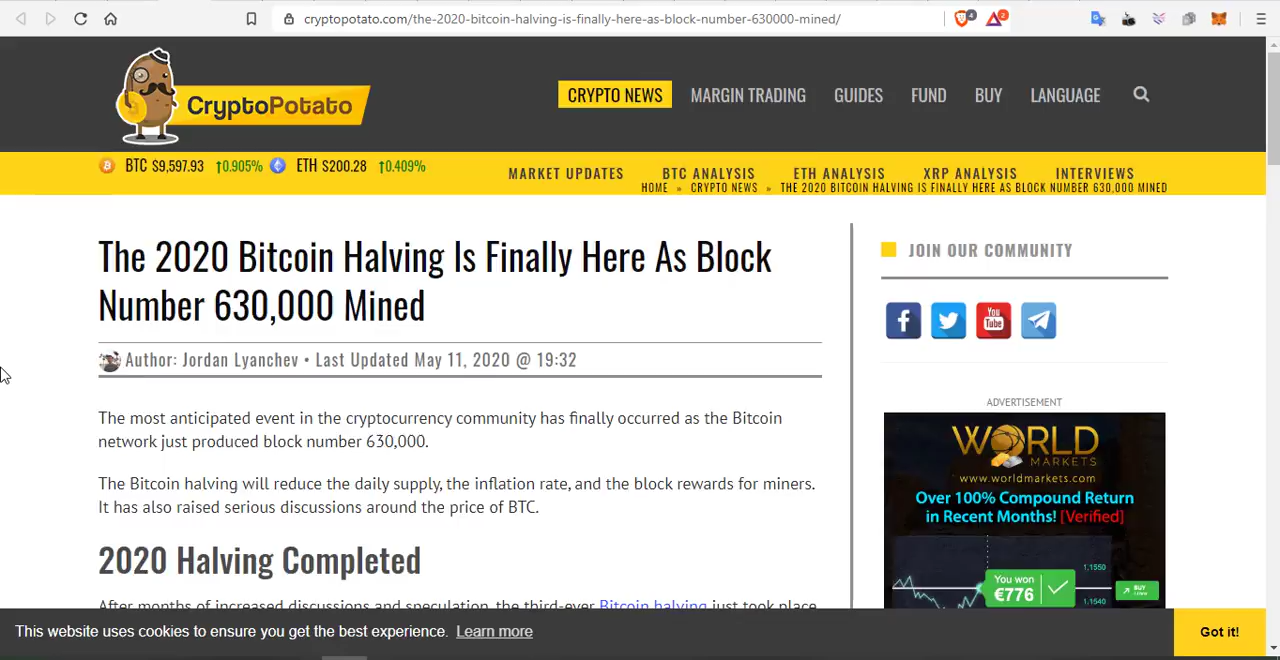 cryptopotato.com/the-2020-bitcoin-halving-is-finally-here-as-block-number-630000-mined/
4
2
CryptoPotato
CRYPTO NEWS MARGIN TRADING GUIDES FUND BUY LANGUAGE
BTC $9,597.93 ↑0.905% ETH $200.28 ↑0.409%
MARKET UPDATES BTC ANALYSIS ETH ANALYSIS XRP ANALYSIS INTERVIEWS
HOME » CRYPTO NEWS » THE 2020 BITCOIN HALVING IS FINALLY HERE AS BLOCK NUMBER 630,000 MINED
The 2020 Bitcoin Halving Is Finally Here As Block
Number 630,000 Mined
Author: Jordan Lyanchev • Last Updated May 11, 2020 @ 19:32
The most anticipated event in the cryptocurrency community has finally occurred as the Bitcoin
network just produced block number 630,000.
The Bitcoin halving will reduce the daily supply, the inflation rate, and the block rewards for miners.
It has also raised serious discussions around the price of BTC.
2020 Halving Completed
After months of increased discussions and speculation, the third-ever Bitcoin halving just took place
JOIN OUR COMMUNITY
You
Tube
ADVERTISEMENT
WORLD
MARKETS
www.worldmarkets.com
Over 100% Compound Return
in Recent Months! [Verified]
1.1550
You won
€776
BUY
1.1540
This website uses cookies to ensure you get the best experience. Learn more
Got it!